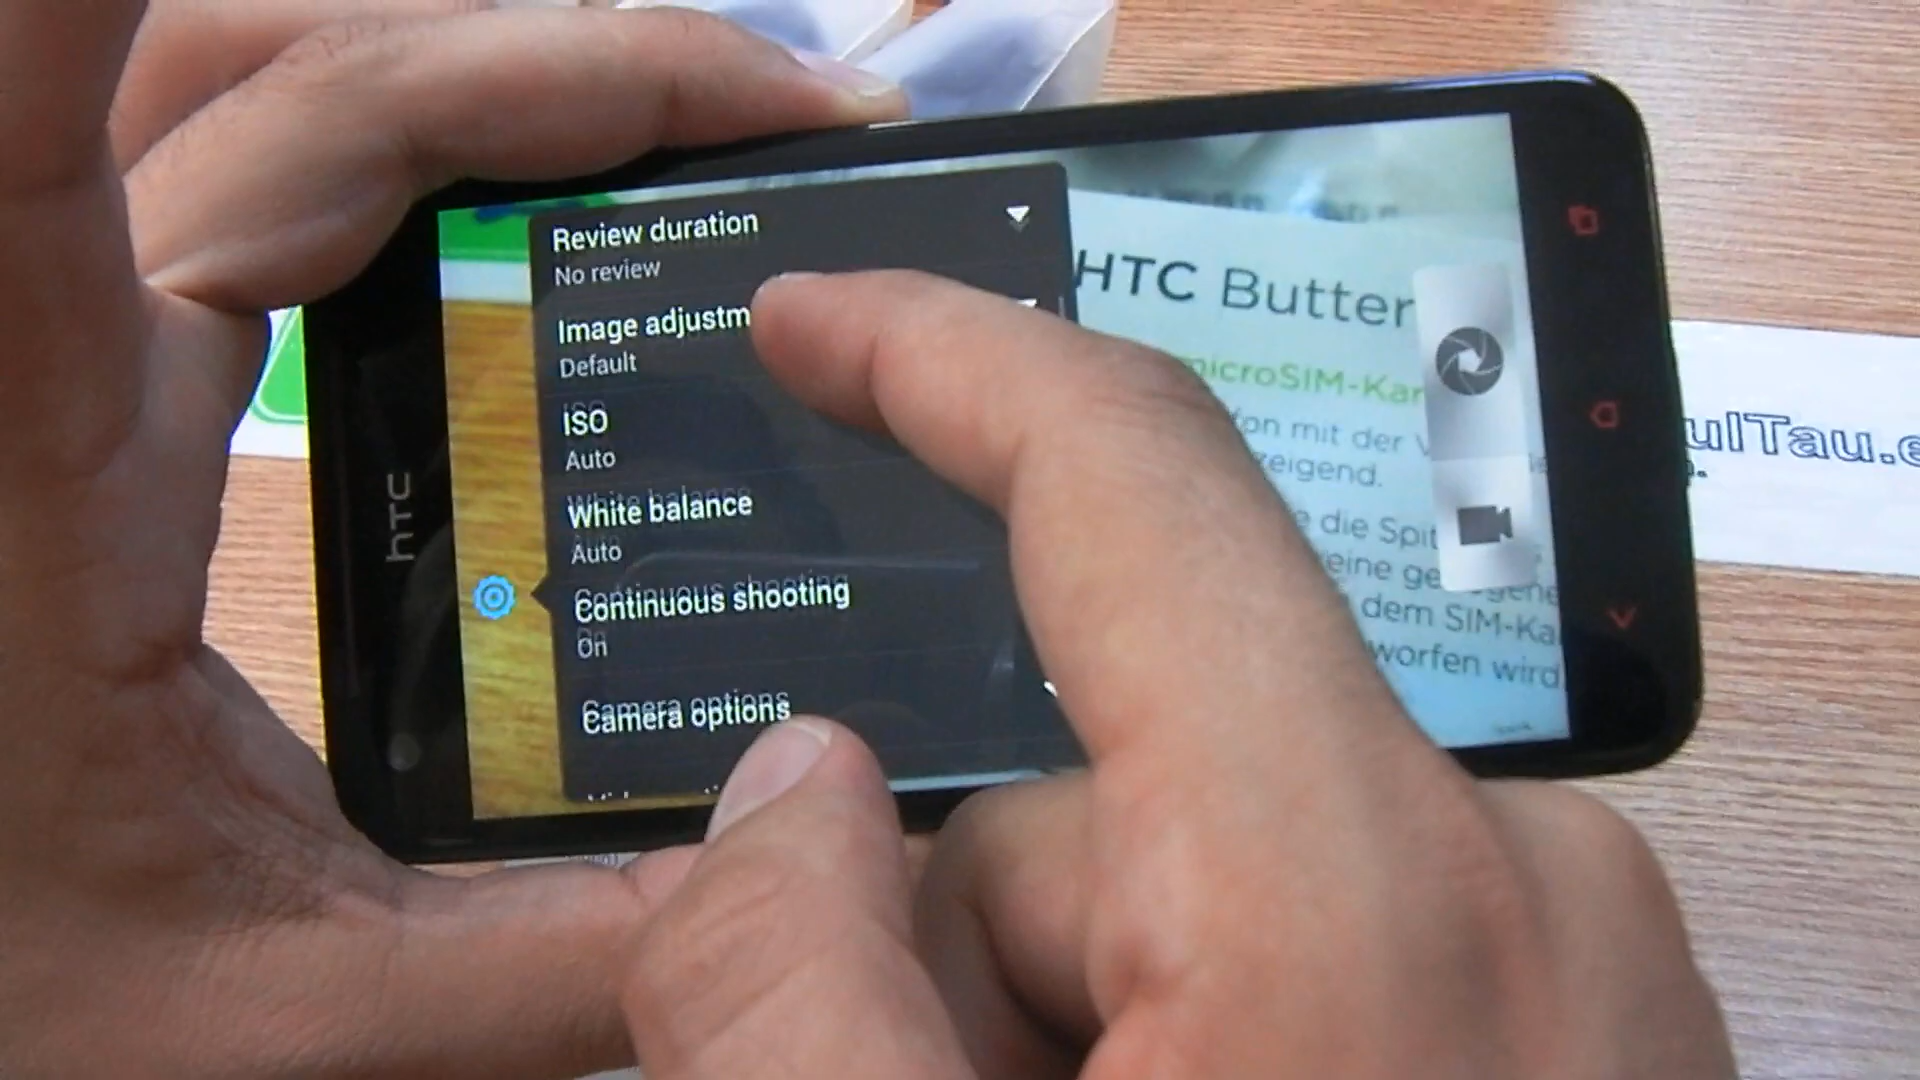 Review duration
No review
Image adjustm
Default
ISO
Auto
White balance
Auto
Continuous shooting
On
Camera options
HTC Butter
microSIM-Kar
fon mit der V
zeigend.
e die Spit
eine ge
dem SIM-Ka
worfen wird
hTC
ulTau.e